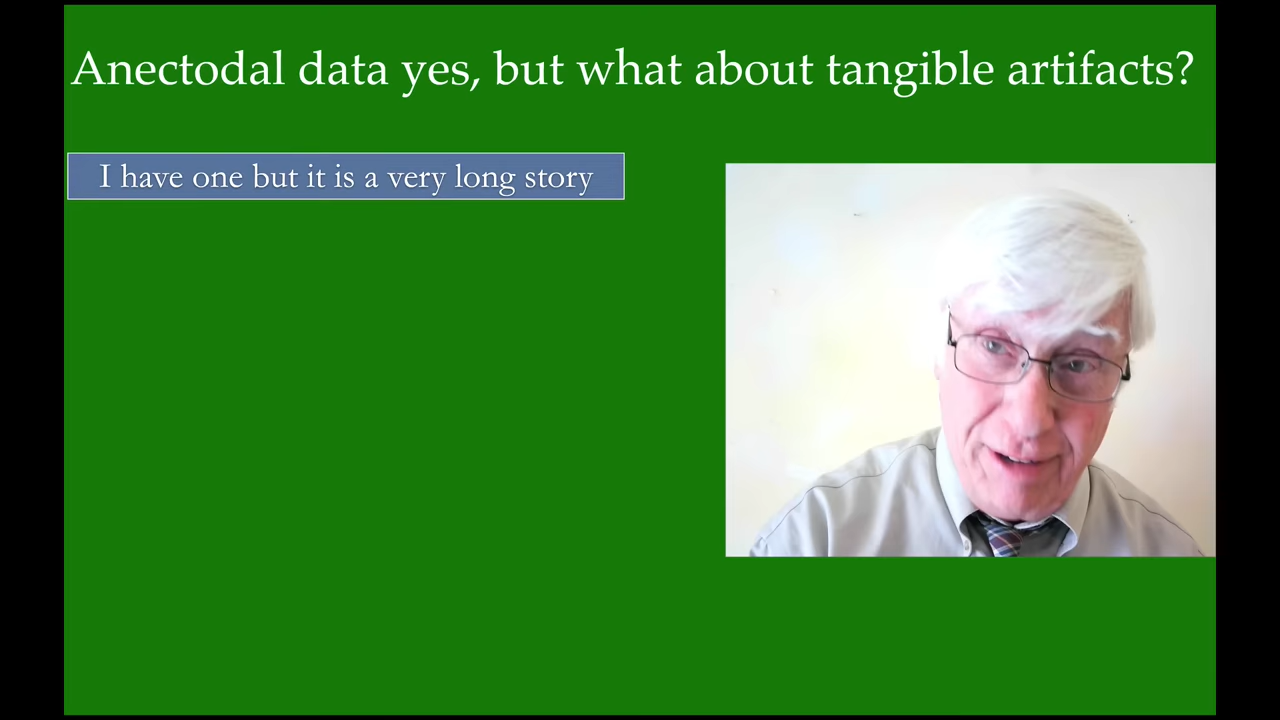 Anectodal data yes, but what about tangible artifacts?
I have one but it is a very long story